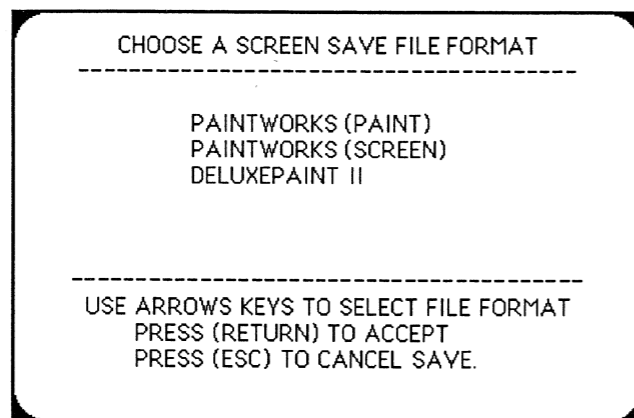 CHOOSE A SCREEN SAVE FILE FORMAT
PAINTWORKS (PAINT)
PAINTWORKS (SCREEN)
DELUXEPAINT II
USE ARROWS KEYS TO SELECT FILE FORMAT
PRESS (RETURN) TO ACCEPT
PRESS (ESC) TO CANCEL SAVE.